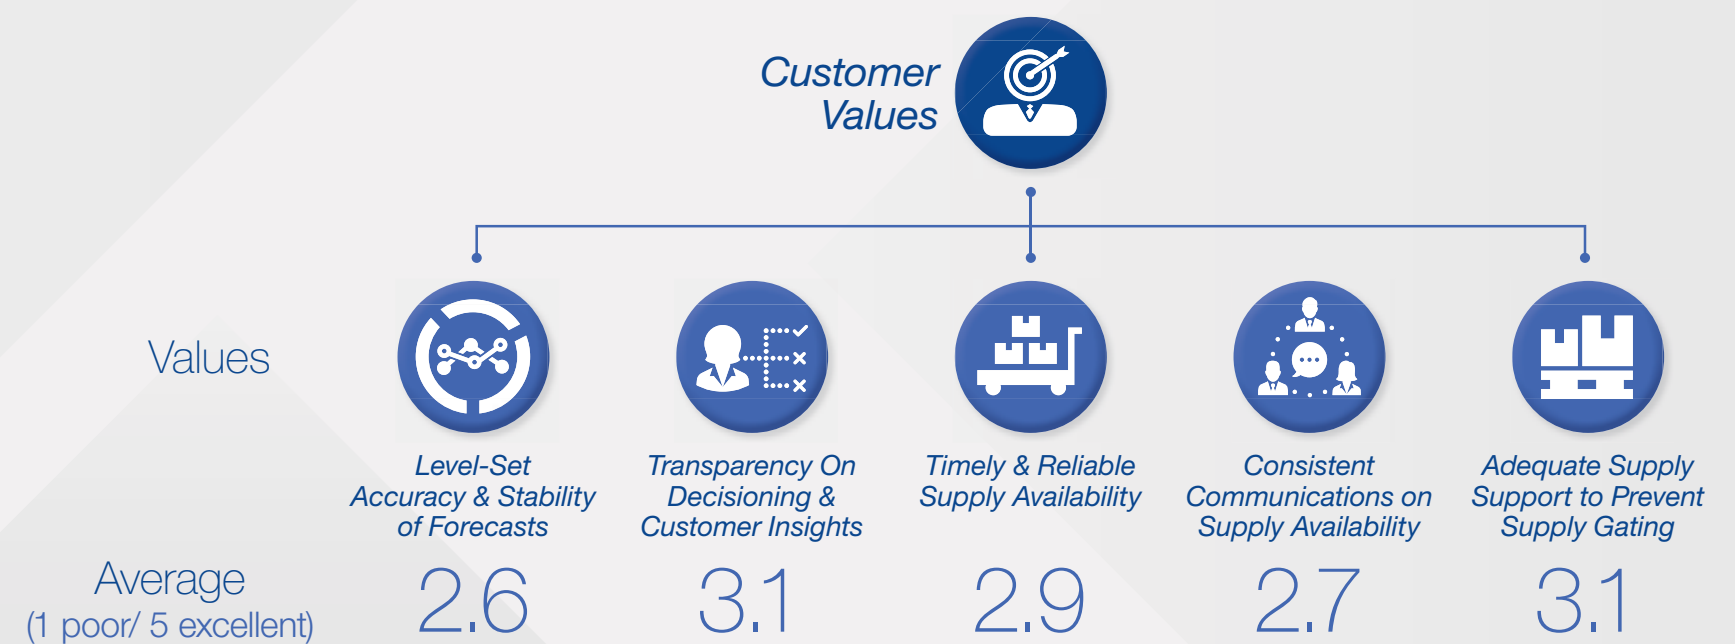 Customer
Values
Values
Level-Set
Accuracy & Stability
of Forecasts
Transparency On
Decisioning &
Customer Insights
Timely & Reliable
Supply Availability
Consistent
Communications on
Supply Availability
Adequate Supply
Support to Prevent
Supply Gating
Average
(1 poor/ 5 excellent)
2.6
3.1
2.9
2.7
3.1